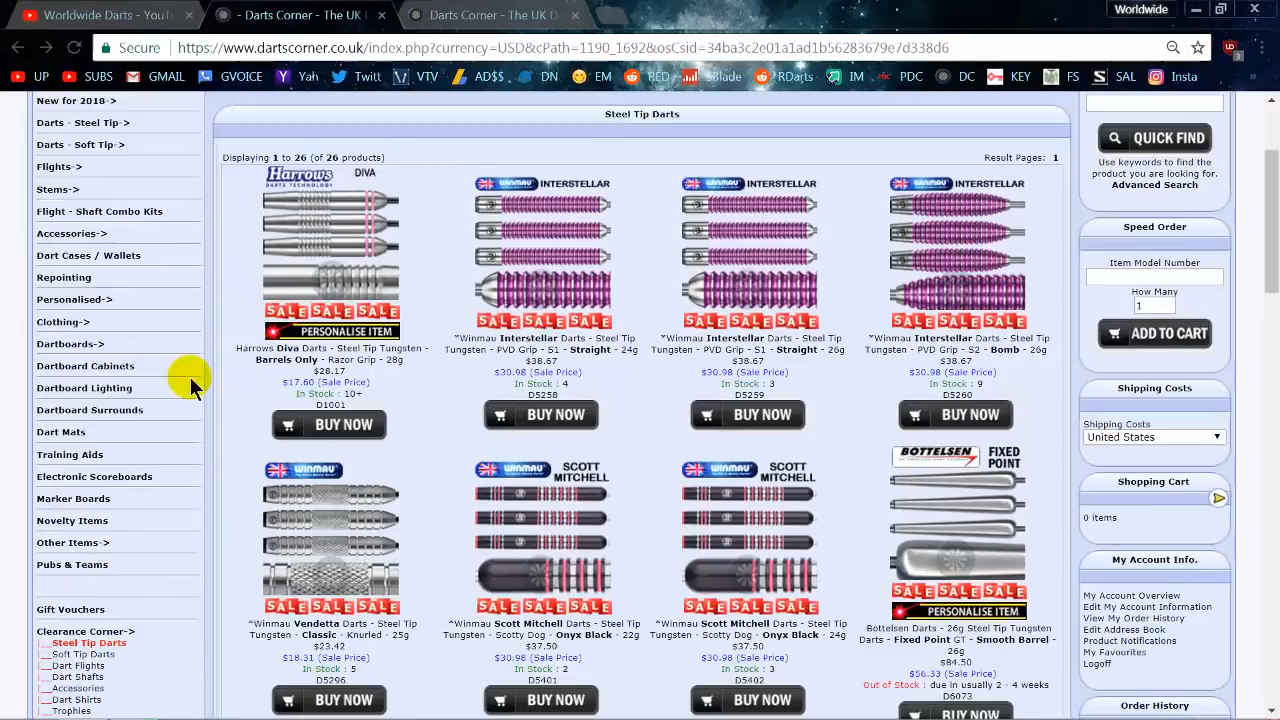 Worldwide Darts - YouT
- Darts Corner - The UK
Darts Corner - The UK D
Worldwide
Secure
https://www.dartscorner.co.uk/index.php?currency=US
Path=1190_1692&osCsid=34ba3c2e01a1ad1b56283679e7d338d6
UP
SUBS
GMAIL
GVOICE
Yah
Twitt
VTV
AD$S
DN
EM
RED
Blade
RDarts
IM
PDC
DC
KEY
FS
SAL
Insta
New for 2018->
Darts - Steel Tip->
Darts - Soft Tip->
Flights->
Stems->
Flight - Shaft Combo Kits
Accessories->
Dart Cases / Wallets
Repointing
Personalised->
Clothing->
Dartboards->
Dartboard Cabinets
Dartboard Lighting
Dartboard Surrounds
Dart Mats
Training Aids
Electronic Scoreboards
Marker Boards
Novelty Items
Other Items->
Pubs & Teams
Gift Vouchers
Clearance Corner->
|__Steel Tip Darts
|__Soft Tip Darts
|__Dart Flights
|__Dart Shafts
|__Accessories
|__Dart Shirts
|__Trophies
Steel Tip Darts
Displaying 1 to 26 (of 26 products)
Result Pages: 1
Harrows
DARTS TECHNOLOGY
DIVA
SALE SALE SALE
PERSONALISE ITEM
Harrows Diva Darts - Steel Tip Tungsten -
Barrels Only - Razor Grip - 28g
$28.17
$17.60 (Sale Price)
In Stock : 10+
D1001
BUY NOW
WINMAU INTERSTELLAR
SALE SALE SALE
*Winmau Interstellar Darts - Steel Tip
Tungsten - PVD Grip - S1 - Straight - 24g
$38.67
$30.98 (Sale Price)
In Stock : 4
D5258
BUY NOW
WINMAU INTERSTELLAR
SALE SALE SALE
*Winmau Interstellar Darts - Steel Tip
Tungsten - PVD Grip - S1 - Straight - 26g
$38.67
$30.98 (Sale Price)
In Stock : 3
D5259
BUY NOW
WINMAU INTERSTELLAR
SALE SALE SALE
*Winmau Interstellar Darts - Steel Tip
Tungsten - PVD Grip - S2 - Bomb - 26g
$38.67
$30.98 (Sale Price)
In Stock : 9
D5260
BUY NOW
WINMAU
SALE SALE SALE
*Winmau Vendetta Darts - Steel Tip
Tungsten - Classic - Knurled - 25g
$23.42
$18.31 (Sale Price)
In Stock : 5
D5296
BUY NOW
WINMAU SCOTT MITCHELL
SALE SALE SALE
*Winmau Scott Mitchell Darts - Steel Tip
Tungsten - Scotty Dog - Onyx Black - 22g
$37.50
$30.98 (Sale Price)
In Stock : 2
D5401
BUY NOW
WINMAU SCOTT MITCHELL
SALE SALE SALE
*Winmau Scott Mitchell Darts - Steel Tip
Tungsten - Scotty Dog - Onyx Black - 24g
$37.50
$30.98 (Sale Price)
In Stock : 3
D5402
BUY NOW
BOTTELSEN
FIXED POINT
SALE SALE SALE
PERSONALISE ITEM
Bottelsen Darts - 26g Steel Tip Tungsten
Darts - Fixed Point GT - Smooth Barrel -
26g
$84.50
$56.33 (Sale Price)
Out of Stock : due in usually 2 - 4 weeks
D6073
BUY NOW
QUICK FIND
Use keywords to find the
product you are looking for.
Advanced Search
Speed Order
Item Model Number
How Many
1
ADD TO CART
Shipping Costs
Shipping Costs
United States
Shopping Cart
0 items
My Account Info.
My Account Overview
Edit My Account Information
View My Order History
Edit Address Book
Product Notifications
My Favourites
Logoff
Order History